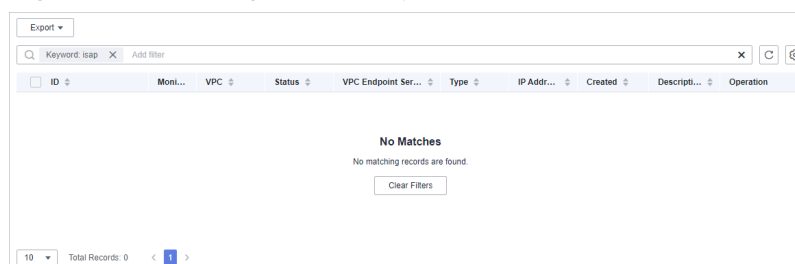 Export
Keyword: isap X Add filter
ID Moni... VPC Status VPC Endpoint Ser... Type IP Addr... Created Descripti... Operation
No Matches
No matching records are found.
Clear Filters
10 Total Records: 0 < 1 >